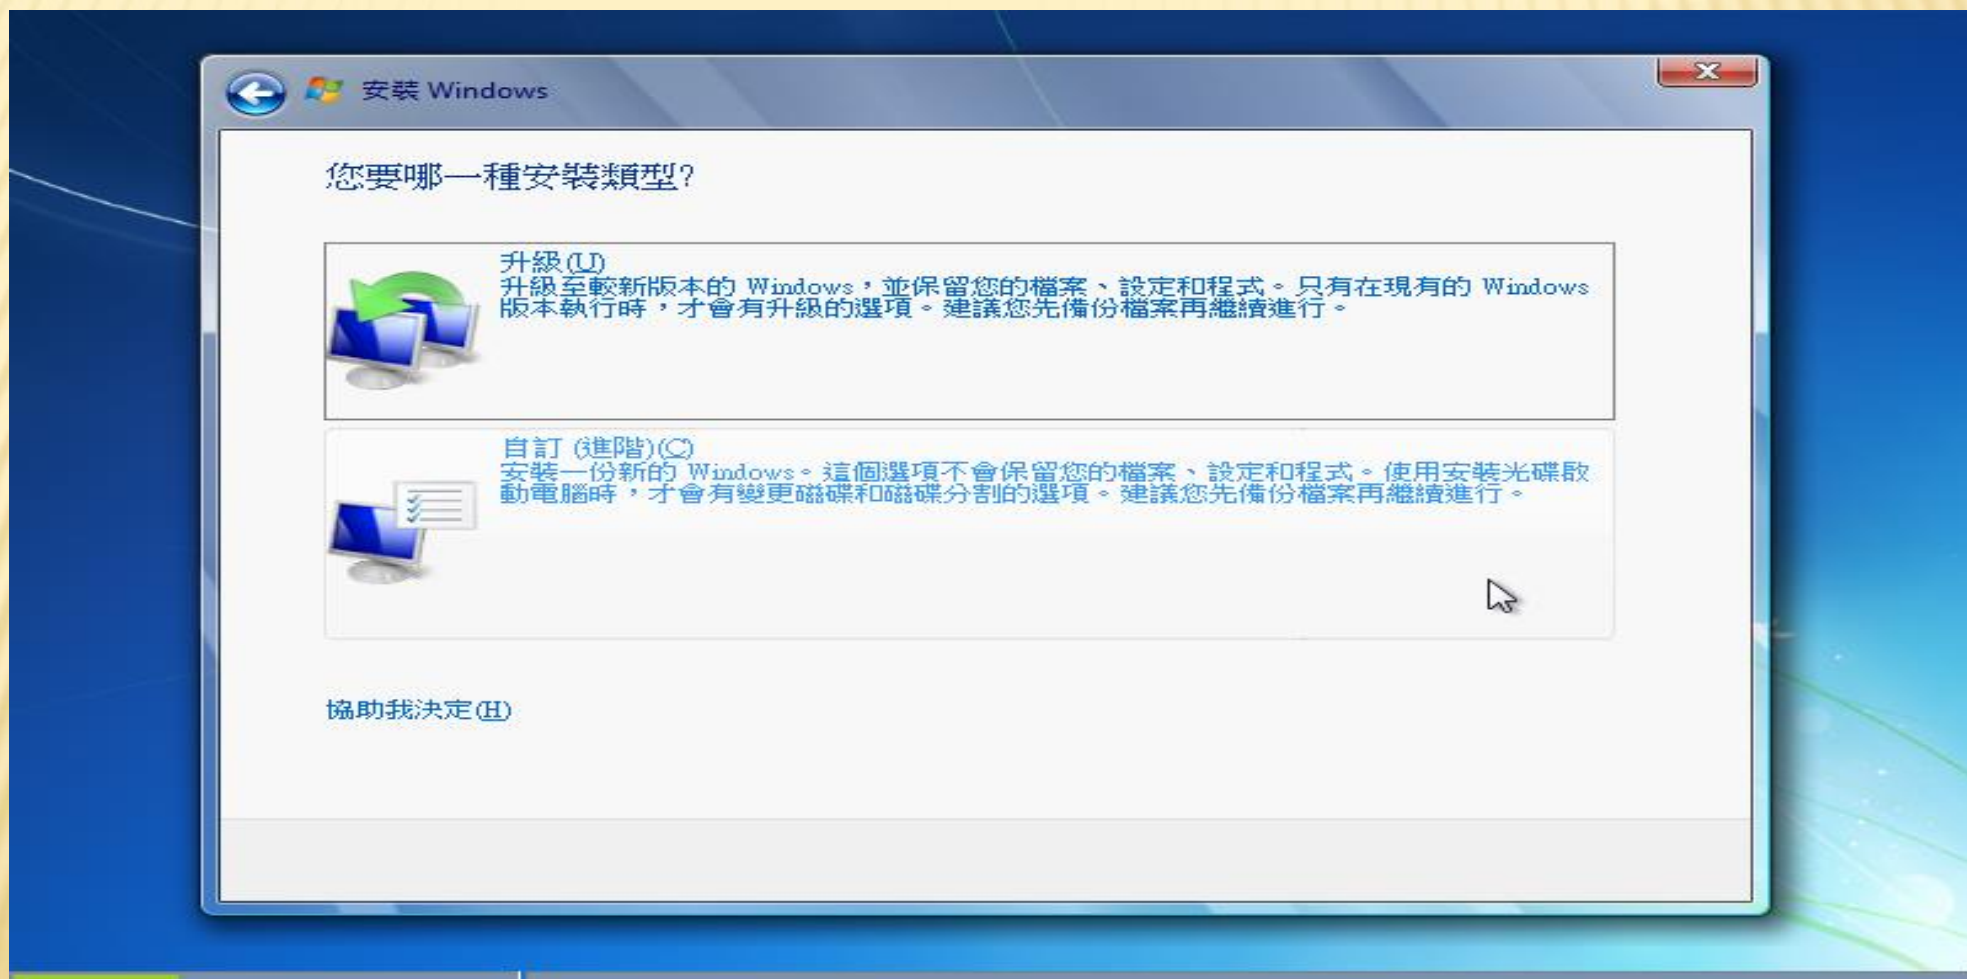 安裝 Windows
您要哪一種安裝類型?
升級(U)
升級至較新版本的 Windows，並保留您的檔案、設定和程式。只有在現有的 Windows
版本執行時，才會有升級的選項。建議您先備份檔案再繼續進行。
自訂 (進階)(C)
安裝一份新的 Windows。這個選項不會保留您的檔案、設定和程式。使用安裝光碟啟
動電腦時，才會有變更磁碟和磁碟分割的選項。建議您先備份檔案再繼續進行。
協助我決定(H)